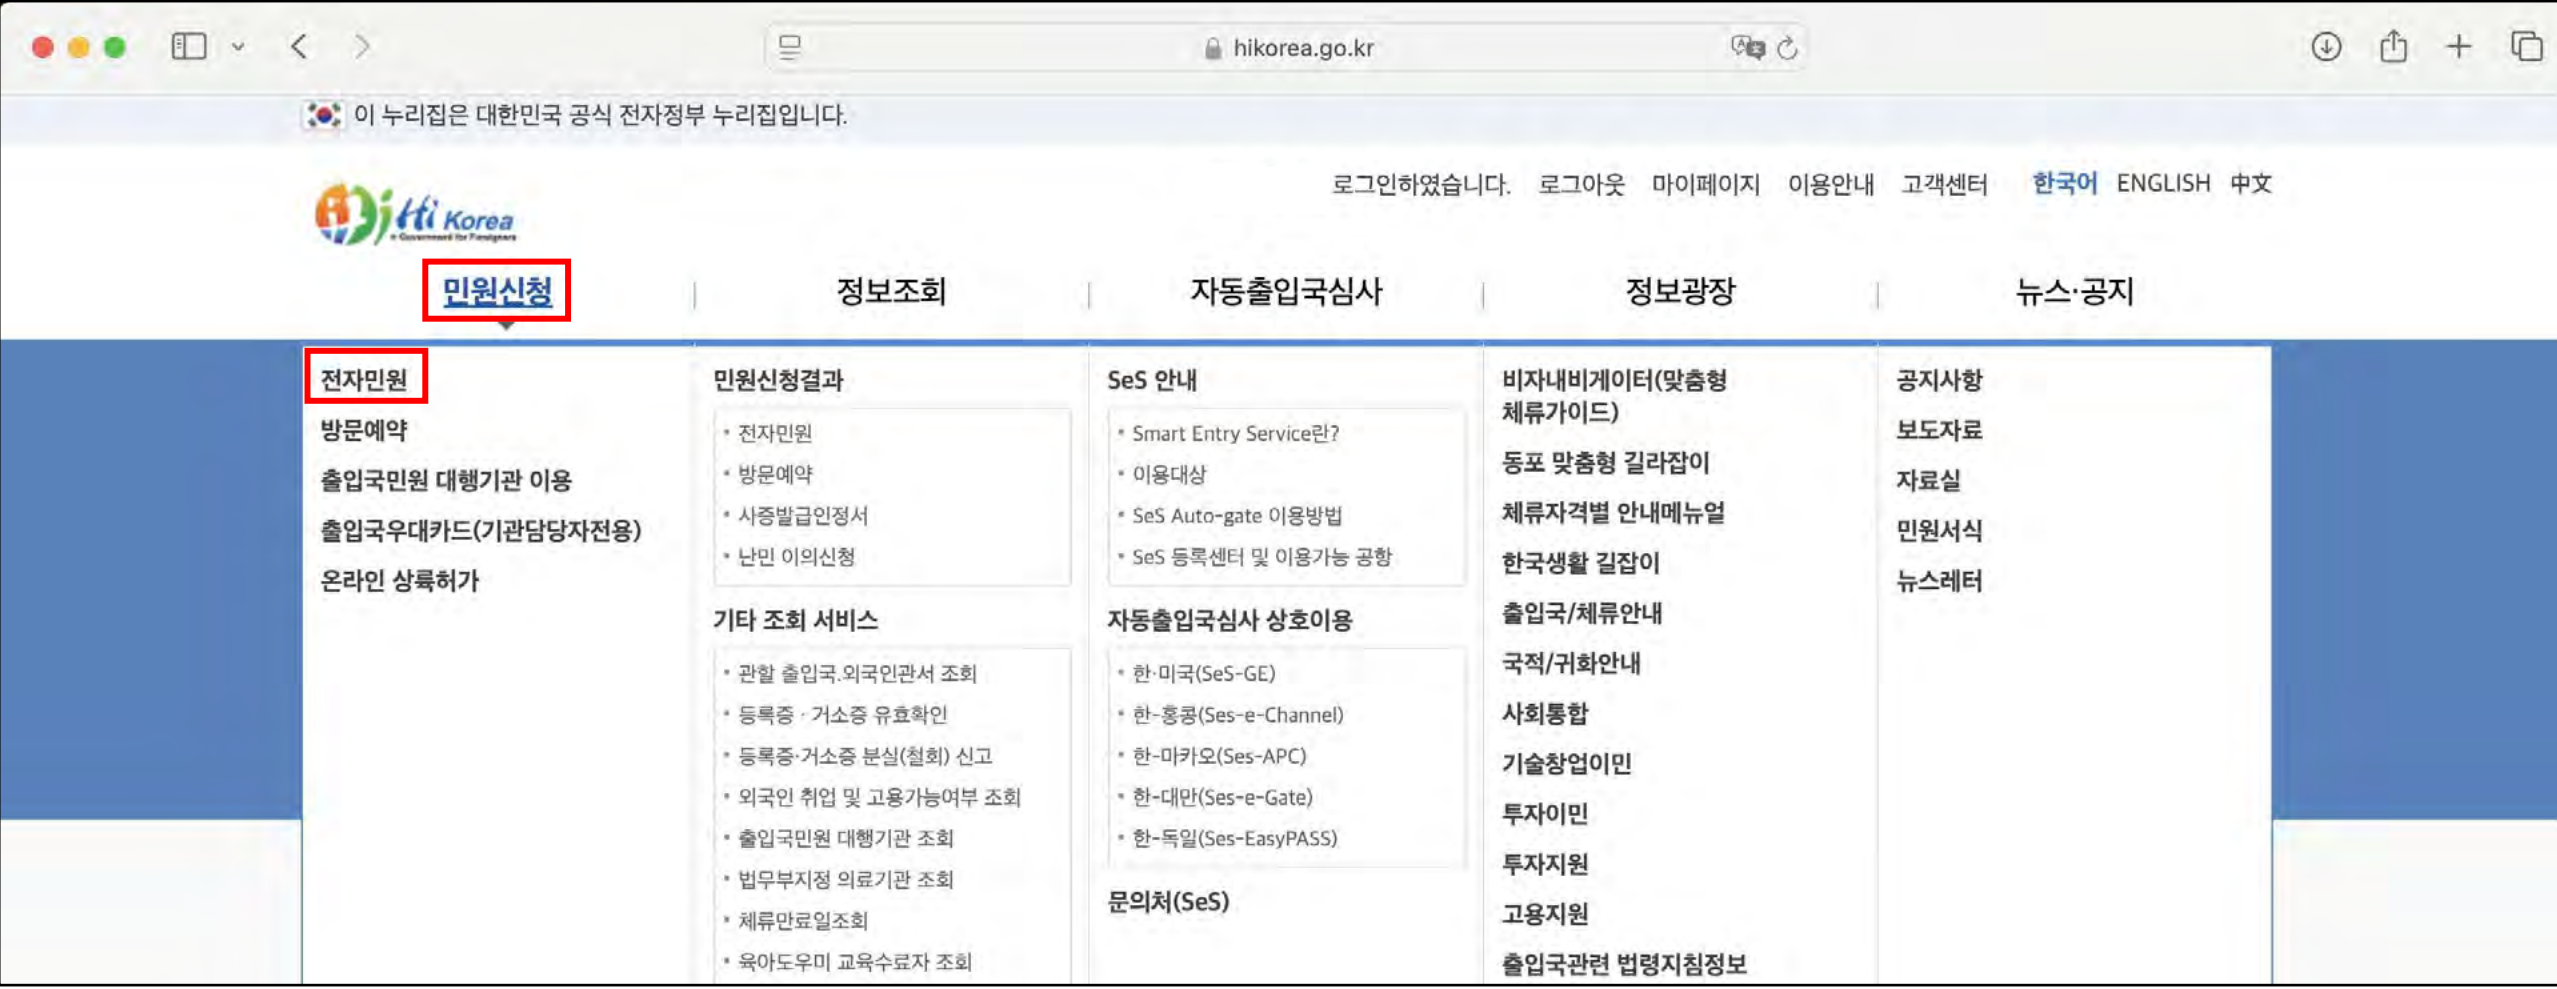 hikorea.go.kr
이 누리집은 대한민국 공식 전자정부 누리집입니다.
로그인하였습니다. 로그아웃 마이페이지 이용안내 고객센터 한국어 ENGLISH 中文
Hi Korea
e-Government for Foreigners
민원신청 정보조회 자동출입국심사 정보광장 뉴스·공지
전자민원
방문예약
출입국민원 대행기관 이용
출입국우대카드(기관담당자전용)
온라인 상륙허가
민원신청결과
전자민원
방문예약
사증발급인정서
난민 이의신청
기타 조회 서비스
관할 출입국.외국인관서 조회
등록증 · 거소증 유효확인
등록증·거소증 분실(철회) 신고
외국인 취업 및 고용가능여부 조회
출입국민원 대행기관 조회
법무부지정 의료기관 조회
체류만료일조회
육아도우미 교육수료자 조회
SeS 안내
Smart Entry Service란?
이용대상
SeS Auto-gate 이용방법
SeS 등록센터 및 이용가능 공항
자동출입국심사 상호이용
한·미국(SeS-GE)
한-홍콩(Ses-e-Channel)
한-마카오(Ses-APC)
한-대만(Ses-e-Gate)
한-독일(Ses-EasyPASS)
문의처(SeS)
비자내비게이터(맞춤형
체류가이드)
동포 맞춤형 길라잡이
체류자격별 안내메뉴얼
한국생활 길잡이
출입국/체류안내
국적/귀화안내
사회통합
기술창업이민
투자이민
투자지원
고용지원
출입국관련 법령지침정보
공지사항
보도자료
자료실
민원서식
뉴스레터